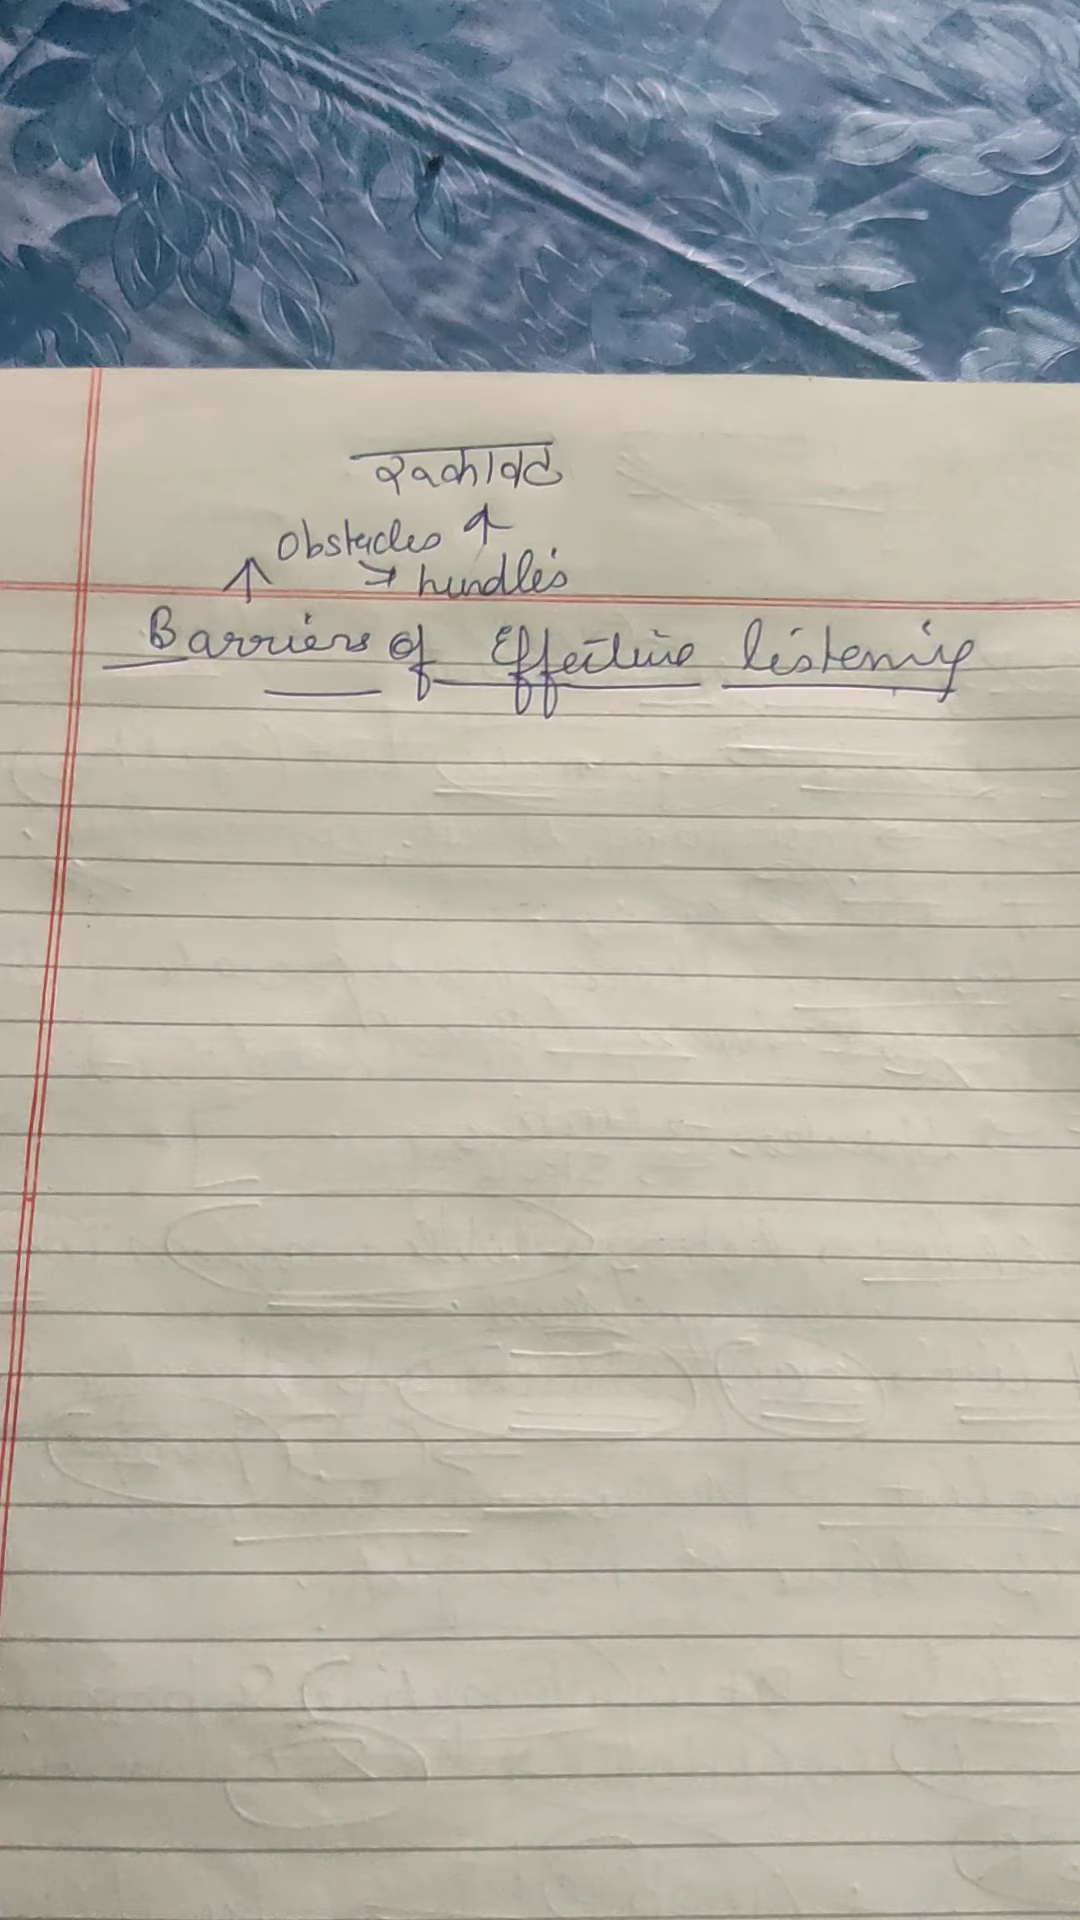 रुकावट
Obstacles
hurdles
Barriers of Effective listening